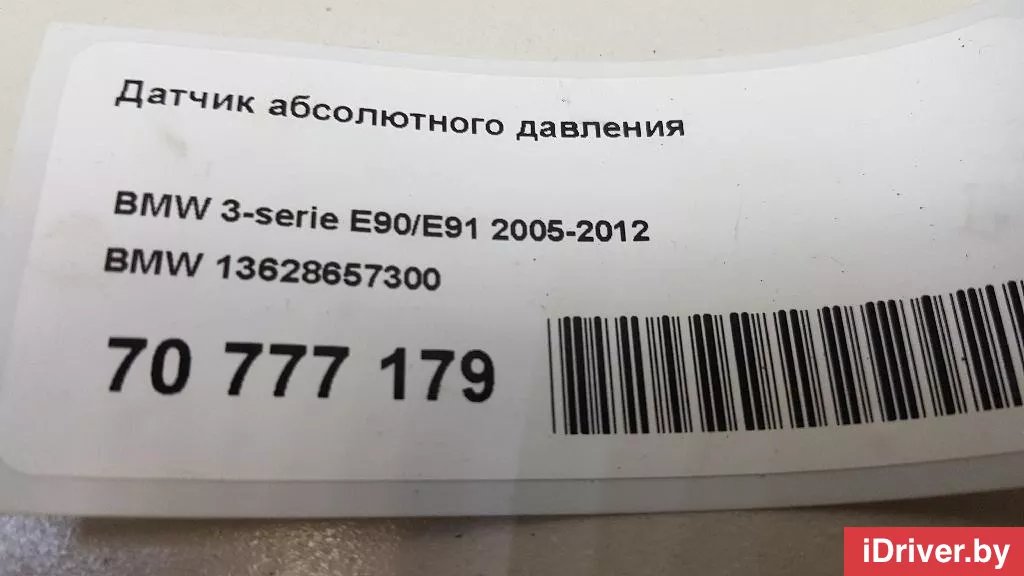 Датчик абсолютного давления
BMW 3-serie E90/E91 2005-2012
BMW 13628657300
70 777 179
iDriver.by